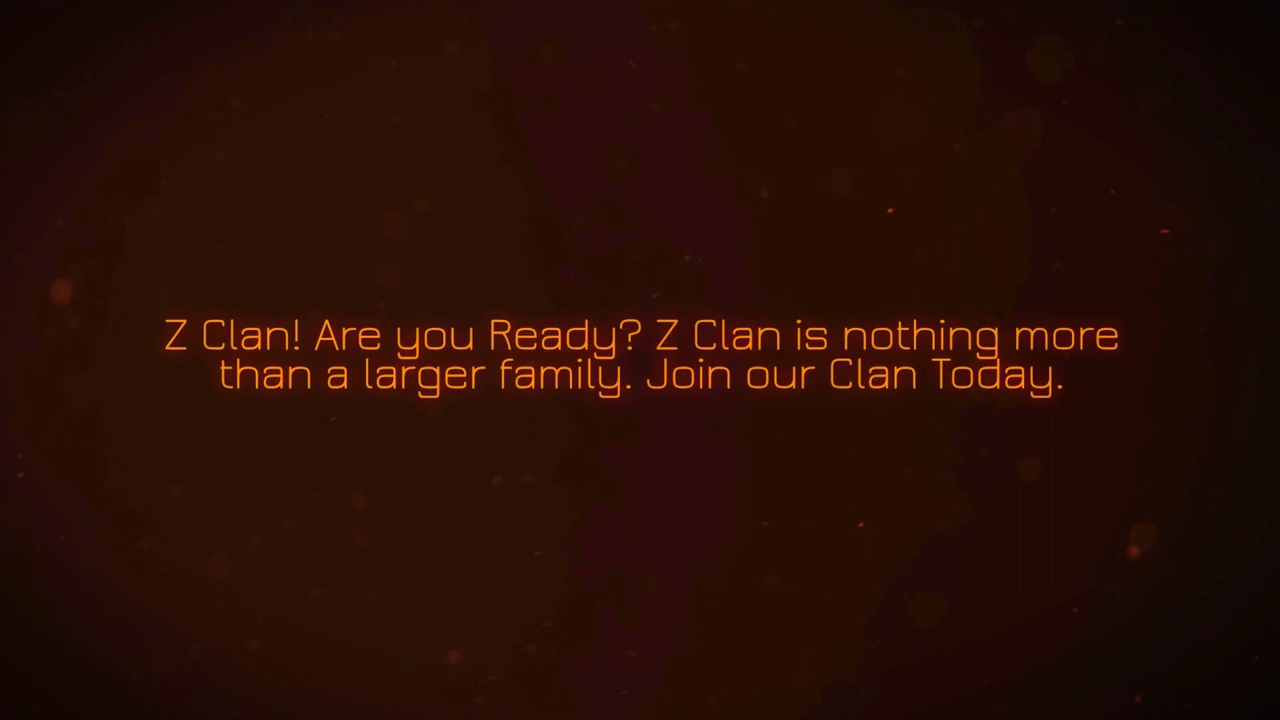 Z Clan! Are you Ready? Z Clan is nothing more
than a larger family. Join our Clan Today.